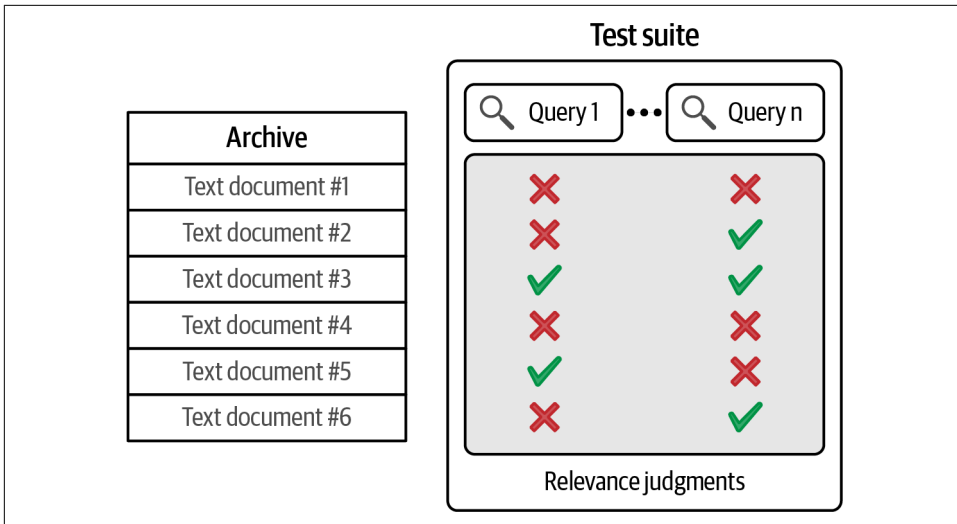 Test suite
Query 1
Query n
Archive
Text document #1
Text document #2
Text document #3
Text document #4
Text document #5
Text document #6
Relevance judgments